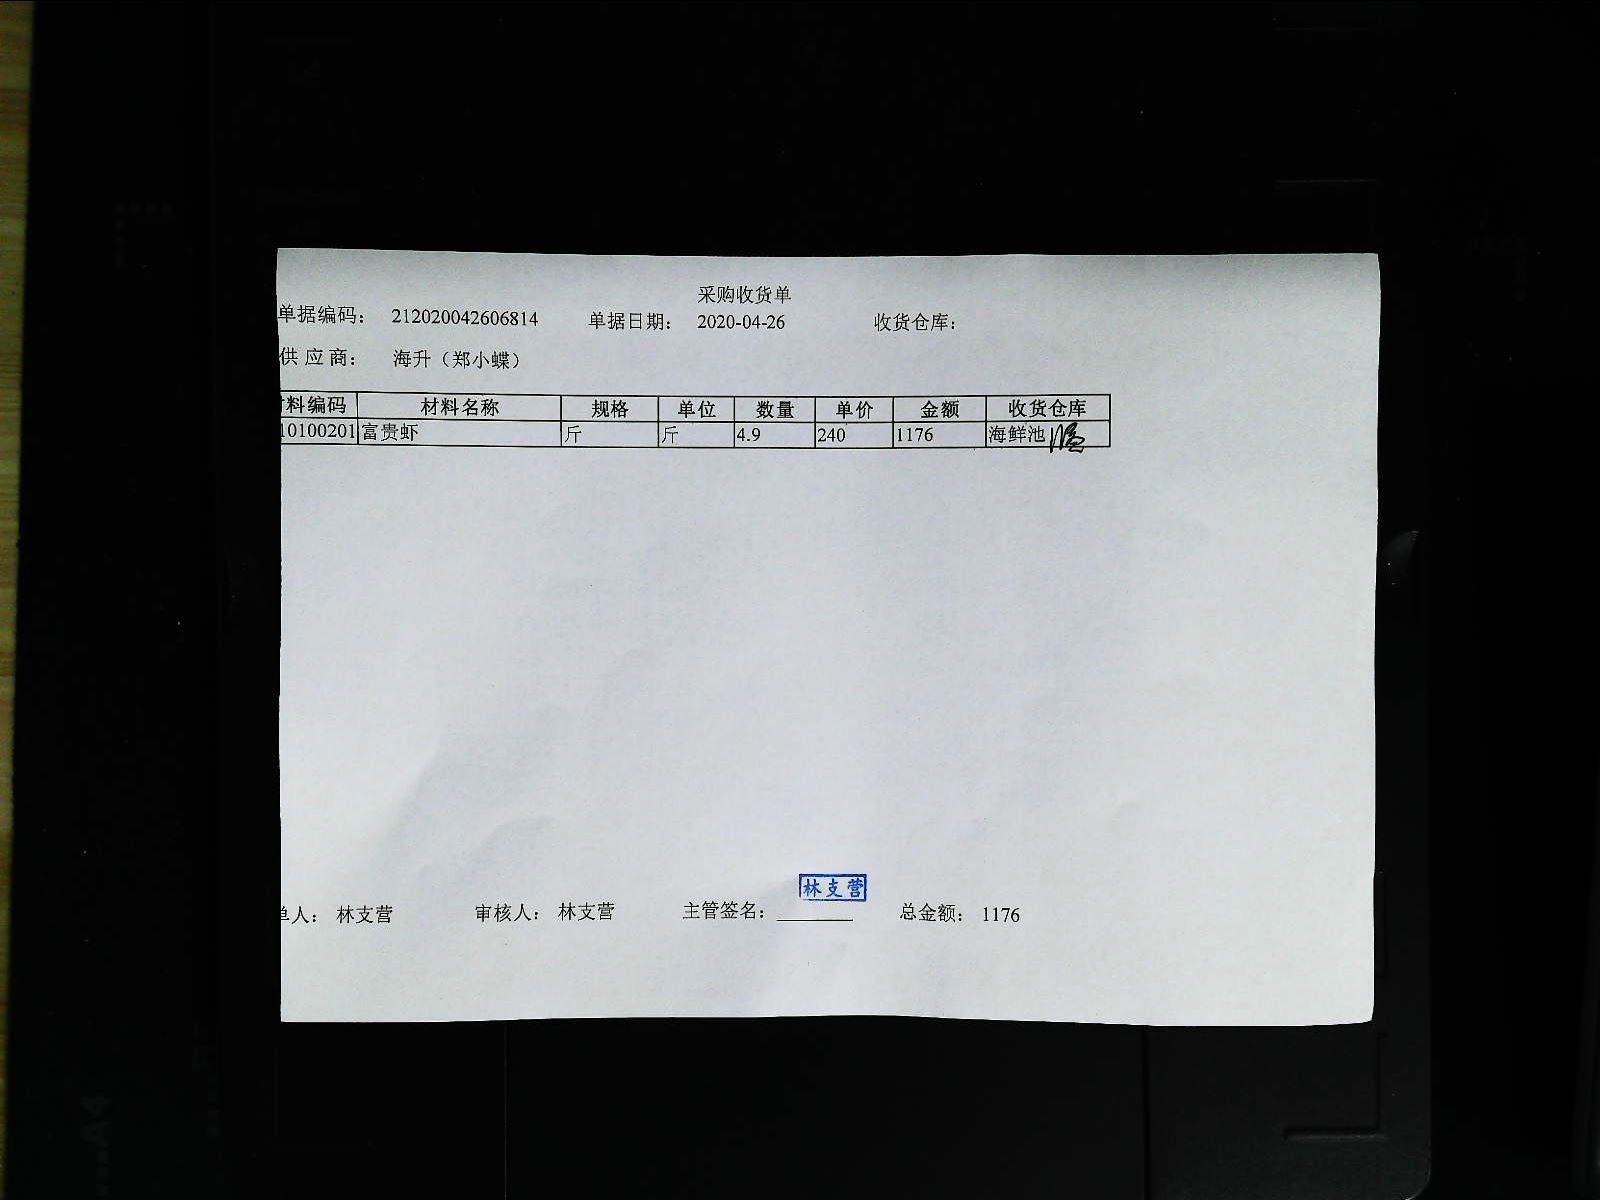 采购收货单
单据编码： 212020042606814 单据日期： 2020-04-26 收货仓库：
供应商： 海升（郑小蝶）
料编码 材料名称 规格 单位 数量 单价 金额 收货仓库
10100201 富贵虾 斤 斤 4.9 240 1176 海鲜池
林支营
单人： 林支营 审核人： 林支营 主管签名： 总金额： 1176
A4